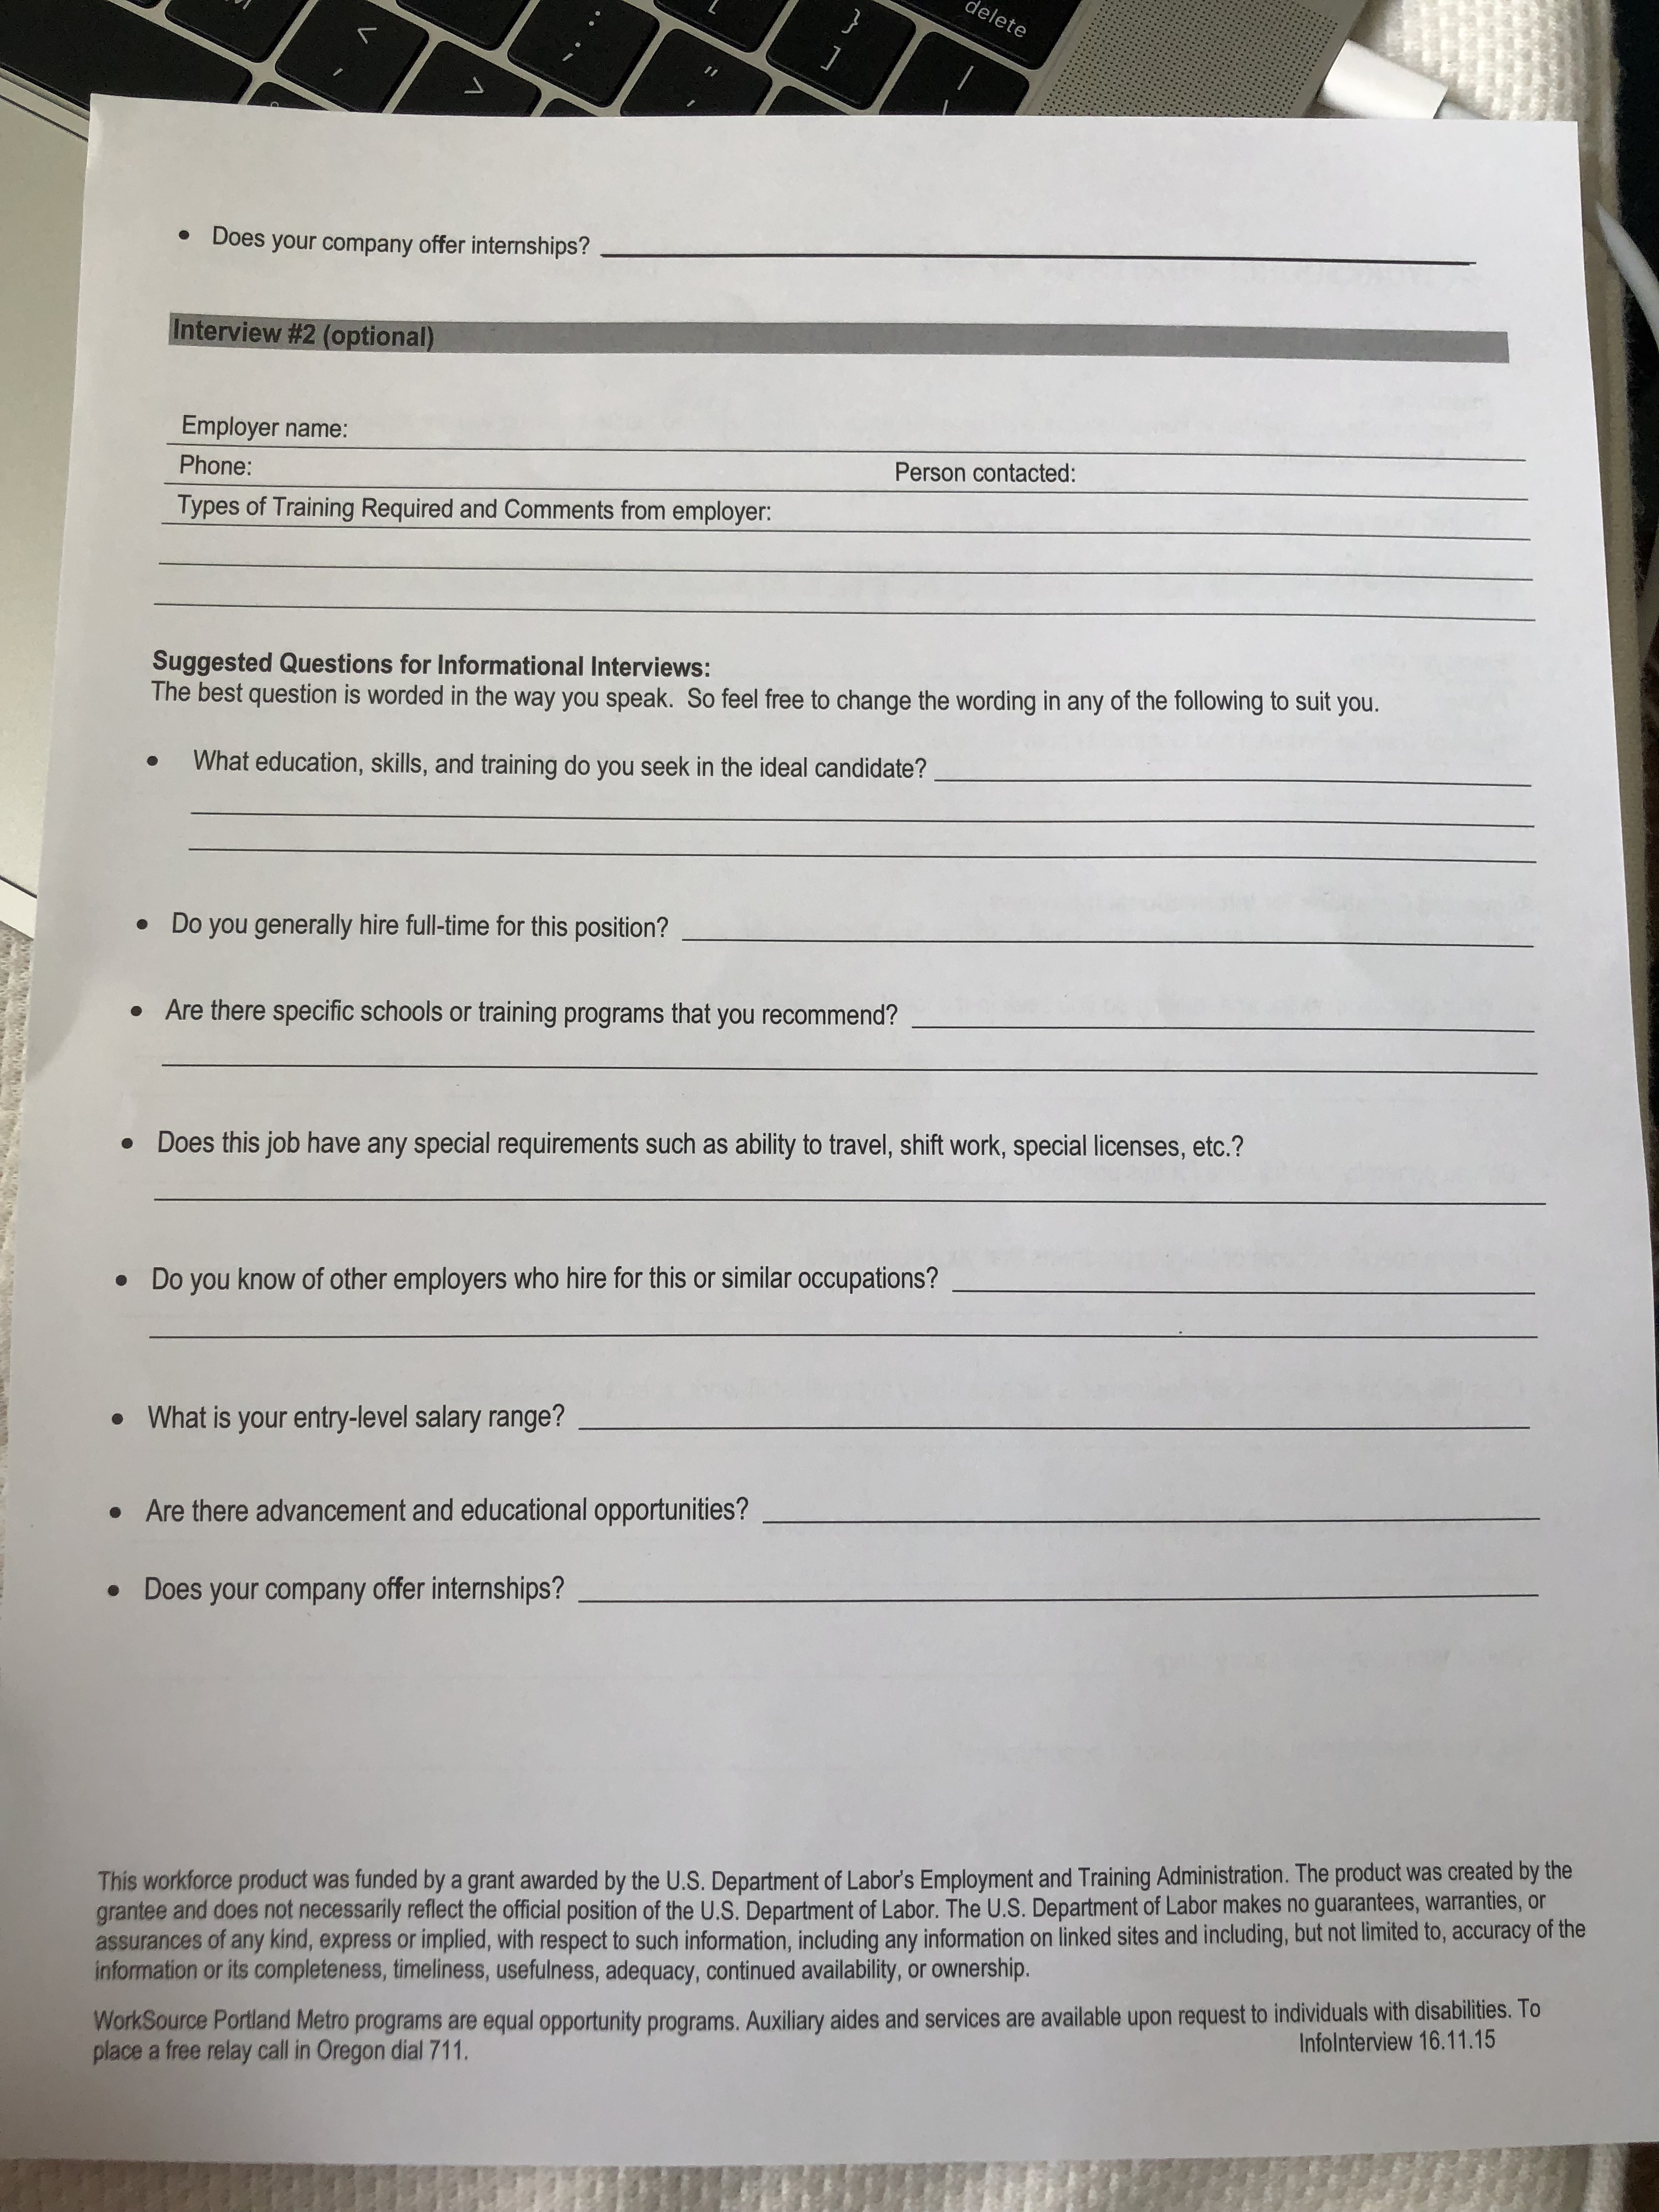 delete
• Does your company offer internships?
Interview #2 (optional)
Employer name:
Phone: Person contacted:
Types of Training Required and Comments from employer:
Suggested Questions for Informational Interviews:
The best question is worded in the way you speak. So feel free to change the wording in any of the following to suit you.
• What education, skills, and training do you seek in the ideal candidate?
• Do you generally hire full-time for this position?
• Are there specific schools or training programs that you recommend?
• Does this job have any special requirements such as ability to travel, shift work, special licenses, etc.?
• Do you know of other employers who hire for this or similar occupations?
• What is your entry-level salary range?
• Are there advancement and educational opportunities?
• Does your company offer internships?
This workforce product was funded by a grant awarded by the U.S. Department of Labor's Employment and Training Administration. The product was created by the
grantee and does not necessarily reflect the official position of the U.S. Department of Labor. The U.S. Department of Labor makes no guarantees, warranties, or
assurances of any kind, express or implied, with respect to such information, including any information on linked sites and including, but not limited to, accuracy of the
information or its completeness, timeliness, usefulness, adequacy, continued availability, or ownership.
WorkSource Portland Metro programs are equal opportunity programs. Auxiliary aides and services are available upon request to individuals with disabilities. To
place a free relay call in Oregon dial 711. InfoInterview 16.11.15